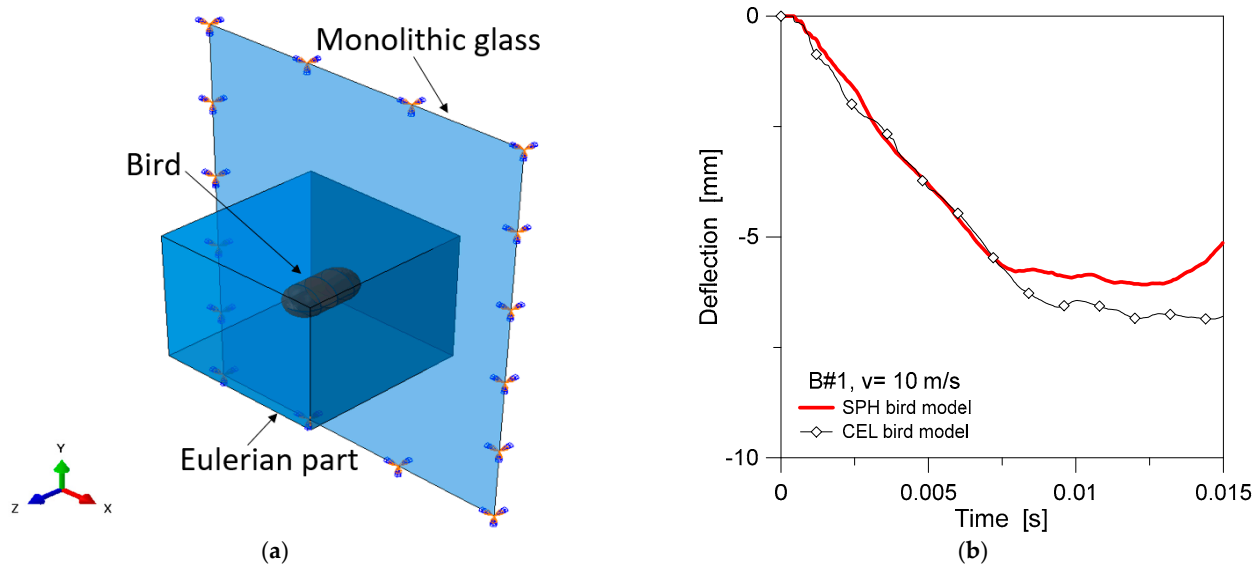 Monolithic glass
Bird
Eulerian part
Y
Z
X
(a)
0
-5
-10
Deflection [mm]
B#1, v= 10 m/s
SPH bird model
CEL bird model
0
0.005
0.01
0.015
Time [s]
(b)